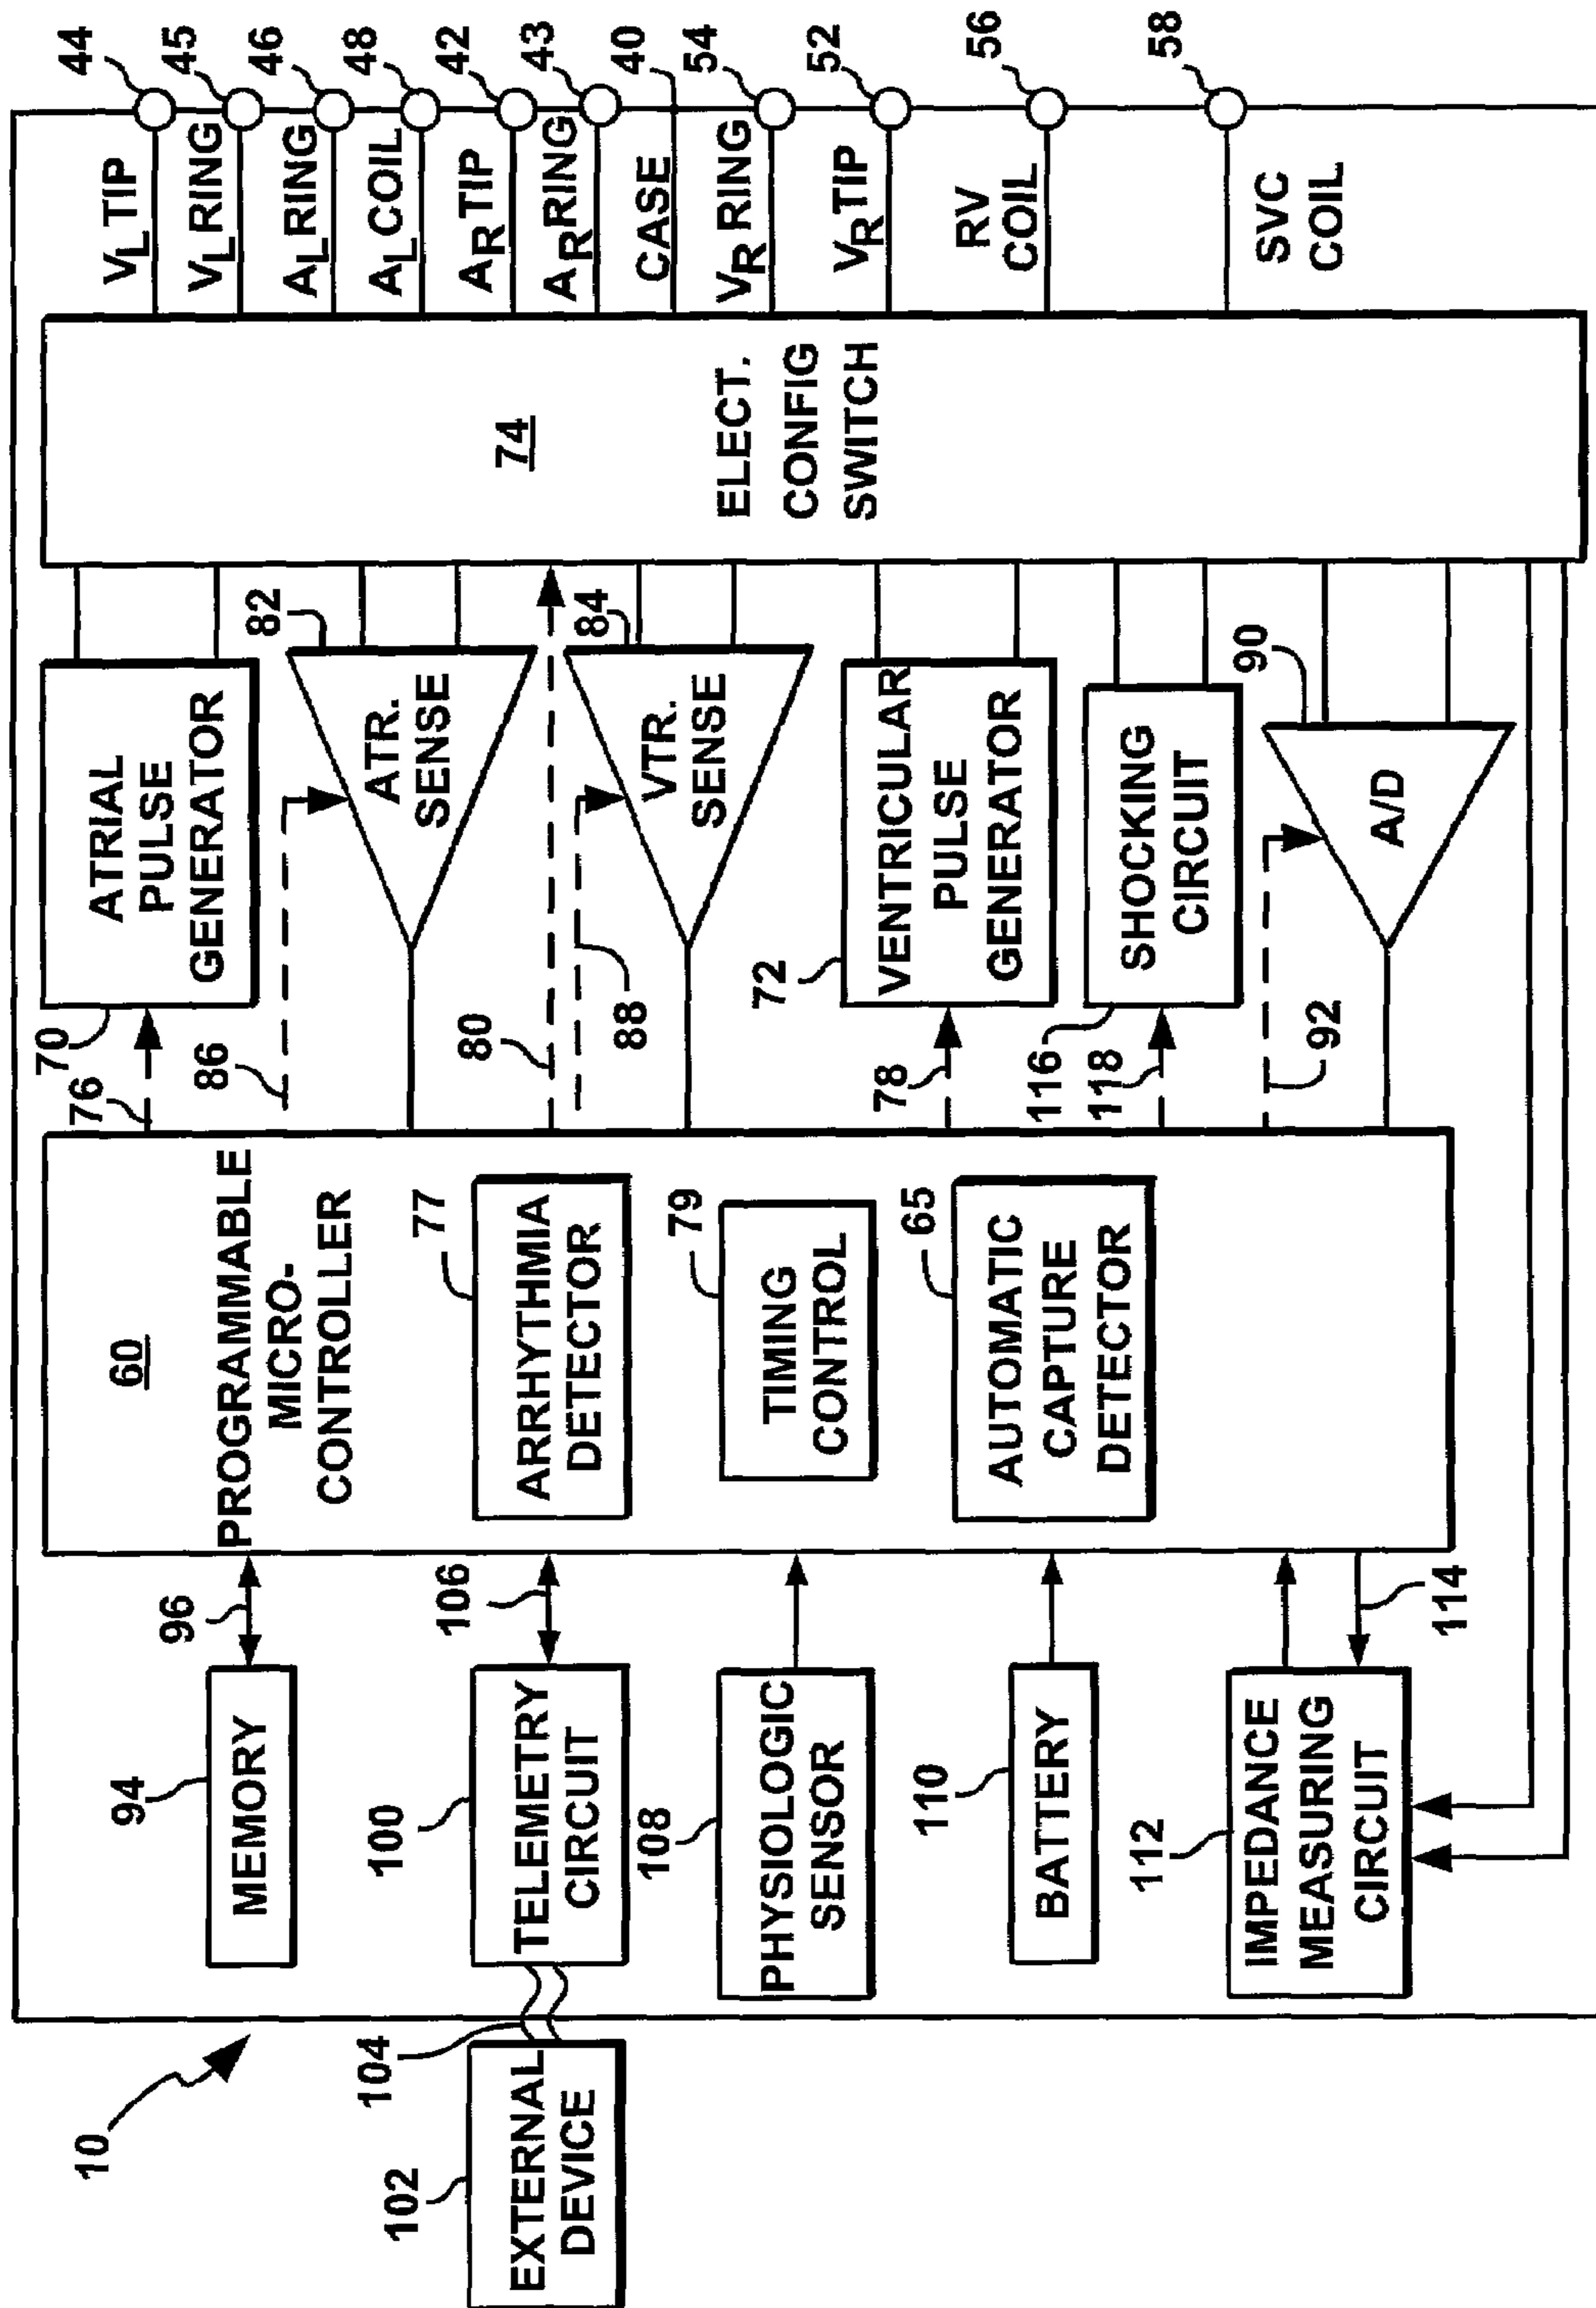 10
102
EXTERNAL
DEVICE
104
94
MEMORY
96
100
TELEMETRY
CIRCUIT
106
108
PHYSIOLOGIC
SENSOR
110
BATTERY
112
IMPEDANCE
MEASURING
CIRCUIT
114
60
PROGRAMMABLE
MICRO-
CONTROLLER
77
ARRHYTHMIA
DETECTOR
79
TIMING
CONTROL
65
AUTOMATIC
CAPTURE
DETECTOR
70
76
ATRIAL
PULSE
GENERATOR
86
82
ATR.
SENSE
80
88
84
VTR.
SENSE
72
78
VENTRICULAR
PULSE
GENERATOR
116
118
SHOCKING
CIRCUIT
92
90
A/D
74
ELECT.
CONFIG
SWITCH
VL TIP 44
VL RING 45
AL RING 46
AL COIL 48
AR TIP 42
AR RING 43
CASE 40
VR RING 54
VR TIP 52
RV
COIL 56
SVC
COIL 58